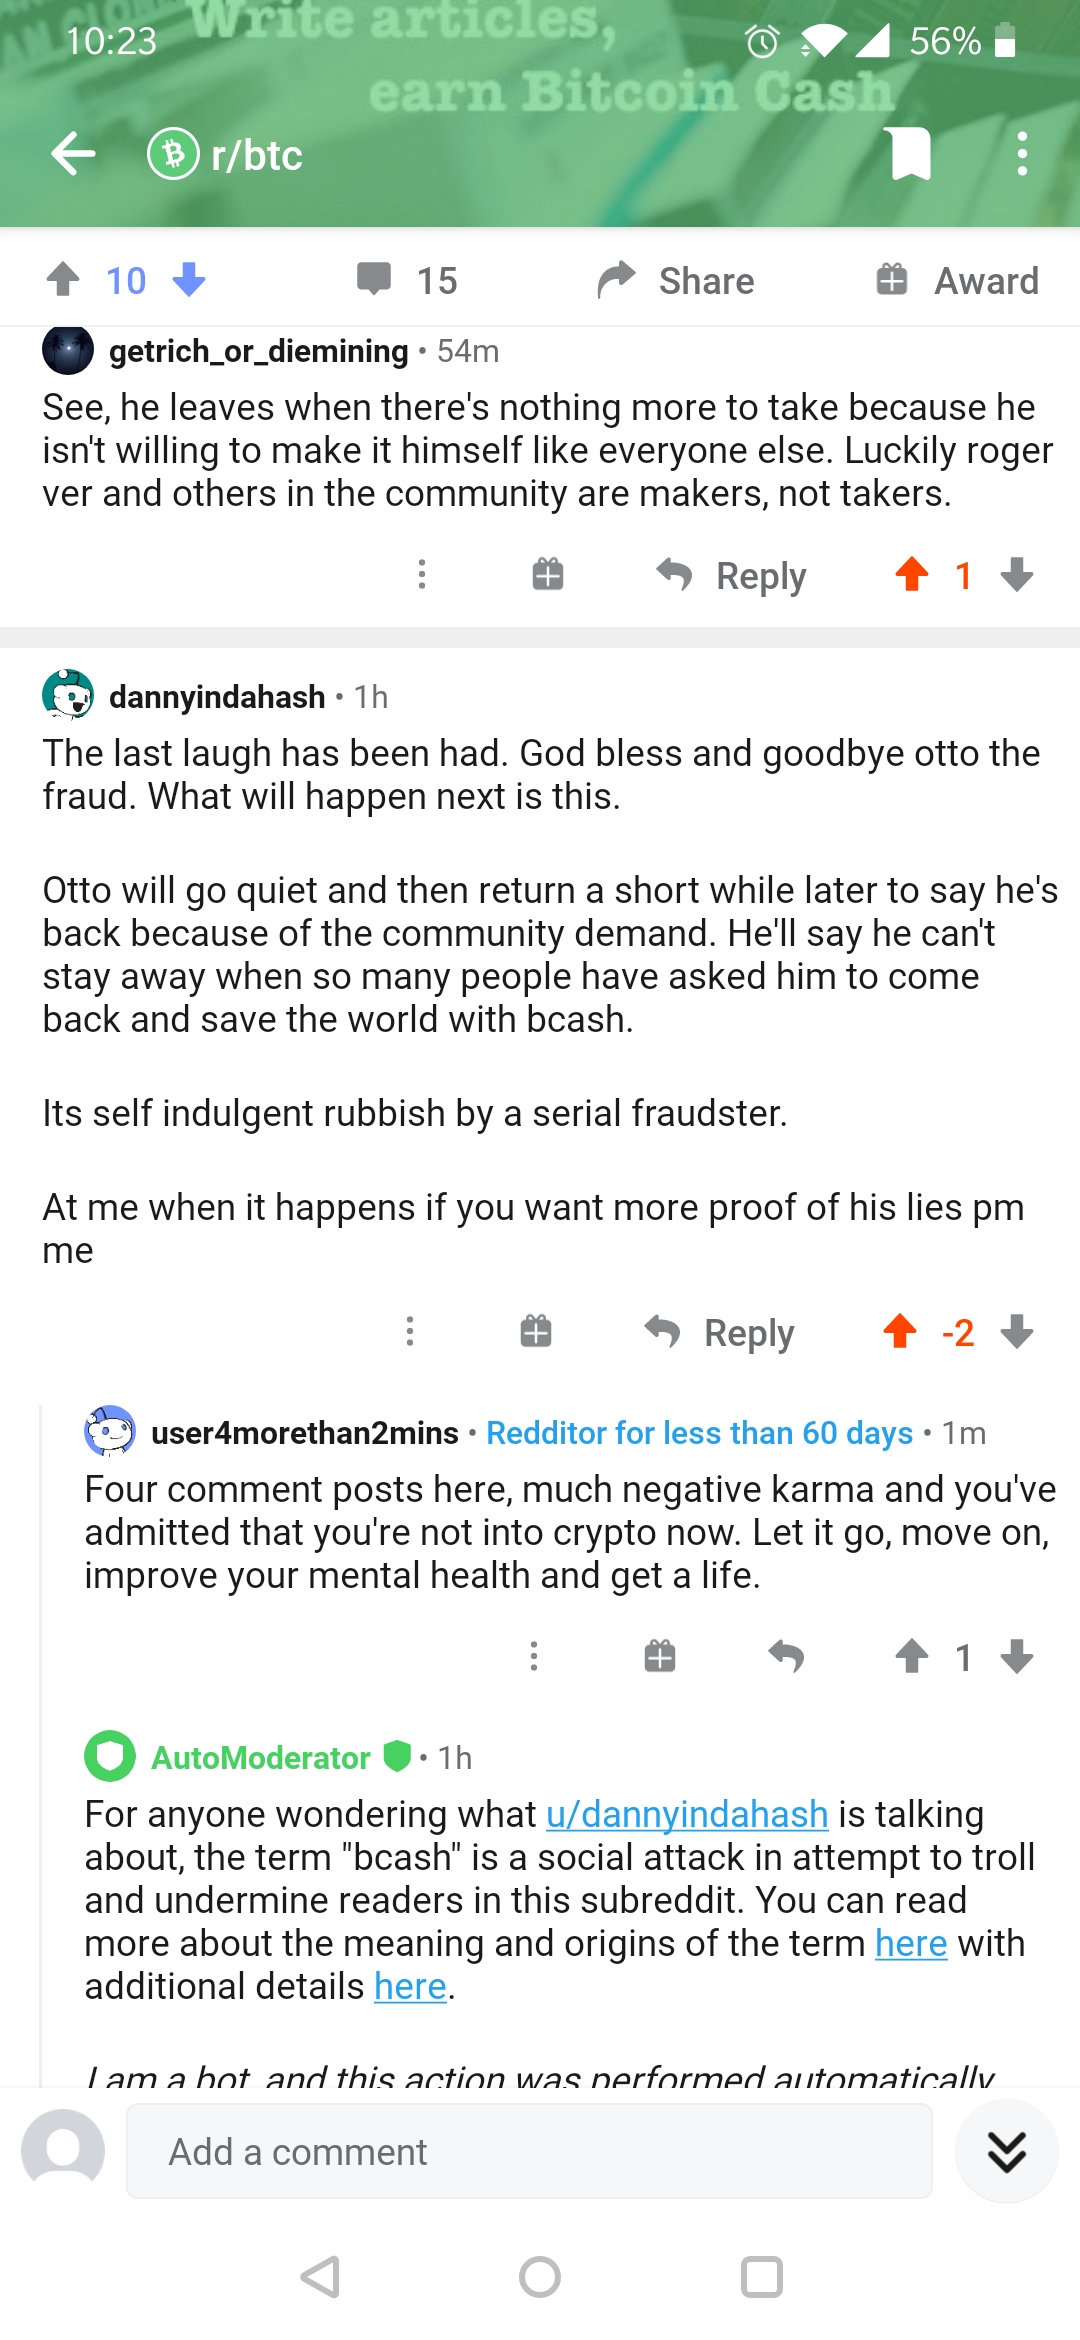 Write articles,
10:23
56%
earn Bitcoin Cash
r/btc
10
15
Share
Award
getrich_or_diemining • 54m
See, he leaves when there's nothing more to take because he
isn't willing to make it himself like everyone else. Luckily roger
ver and others in the community are makers, not takers.
Reply
1
dannyindahash • 1h
The last laugh has been had. God bless and goodbye otto the
fraud. What will happen next is this.
Otto will go quiet and then return a short while later to say he's
back because of the community demand. He'll say he can't
stay away when so many people have asked him to come
back and save the world with bcash.
Its self indulgent rubbish by a serial fraudster.
At me when it happens if you want more proof of his lies pm
me
Reply
-2
user4morethan2mins • Redditor for less than 60 days • 1m
Four comment posts here, much negative karma and you've
admitted that you're not into crypto now. Let it go, move on,
improve your mental health and get a life.
1
AutoModerator • 1h
For anyone wondering what u/dannyindahash is talking
about, the term "bcash" is a social attack in attempt to troll
and undermine readers in this subreddit. You can read
more about the meaning and origins of the term here with
additional details here.
I am a bot, and this action was performed automatically
Add a comment